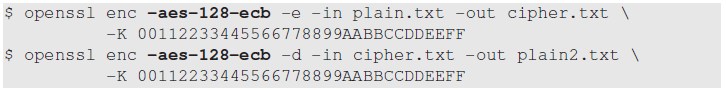 $ openssl enc -aes-128-ecb -e -in plain.txt -out cipher.txt \
-K 00112233445566778899AABBCCDDEEFF
$ openssl enc -aes-128-ecb -d -in cipher.txt -out plain2.txt \
-K 00112233445566778899AABBCCDDEEFF